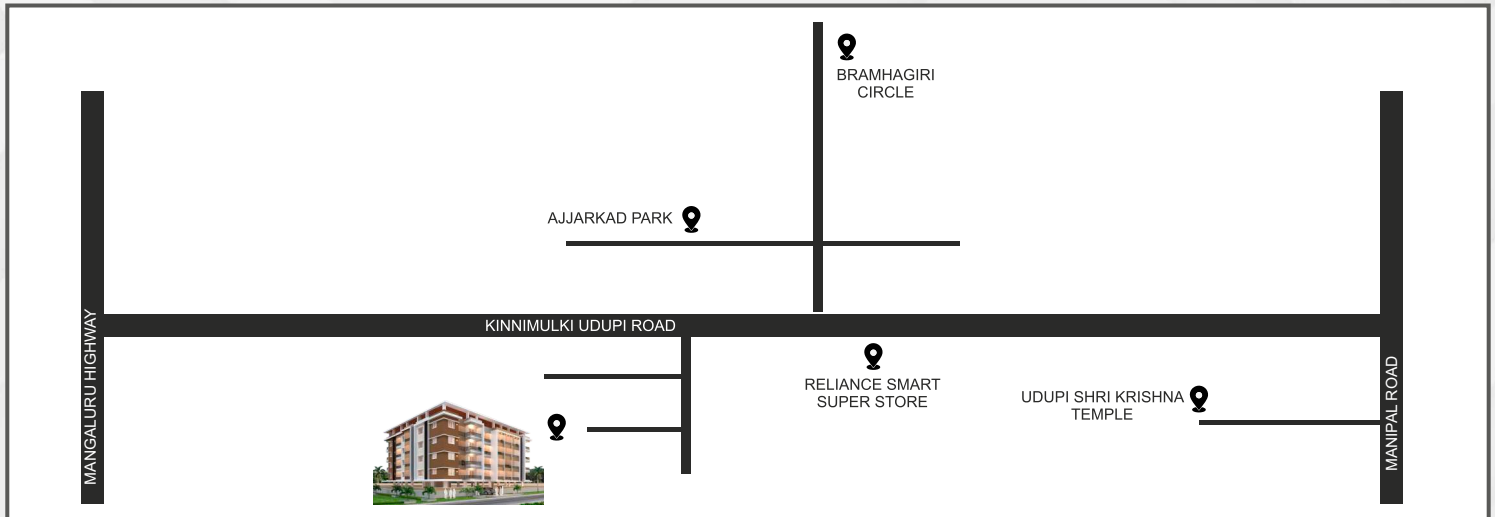 BRAMHAGIRI
CIRCLE
AJJARKAD PARK
KINNIMULKI UDUPI ROAD
MANGALURU HIGHWAY
RELIANCE SMART
SUPER STORE
UDUPI SHRI KRISHNA
TEMPLE
MANIPAL ROAD